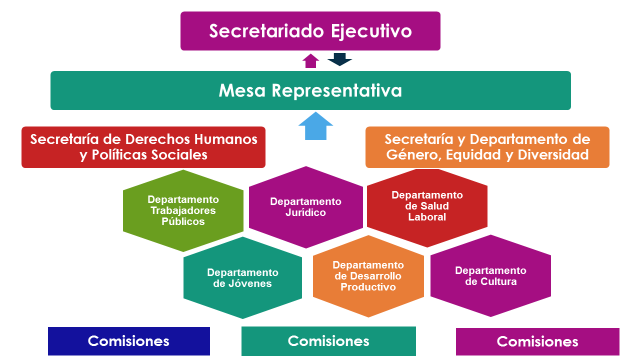 Secretariado Ejecutivo
Mesa Representativa
Secretaría de Derechos Humanos
y Políticas Sociales
Secretaría y Departamento de
Género, Equidad y Diversidad
Departamento
Trabajadores
Públicos
Departamento
Jurídico
Departamento
de Salud
Laboral
Departamento
de Jóvenes
Departamento
de Desarrollo
Productivo
Departamento
de Cultura
Comisiones
Comisiones
Comisiones